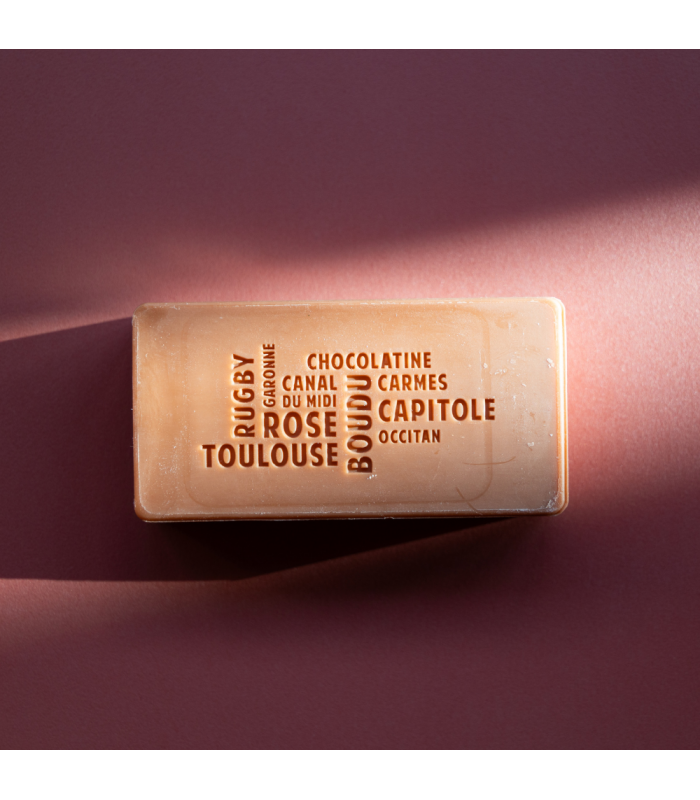 RUGBY
GARONNE
CHOCOLATINE
CANAL
DU MIDI
ROSE
TOULOUSE
BOUDU
CARMES
CAPITOLE
OCCITAN